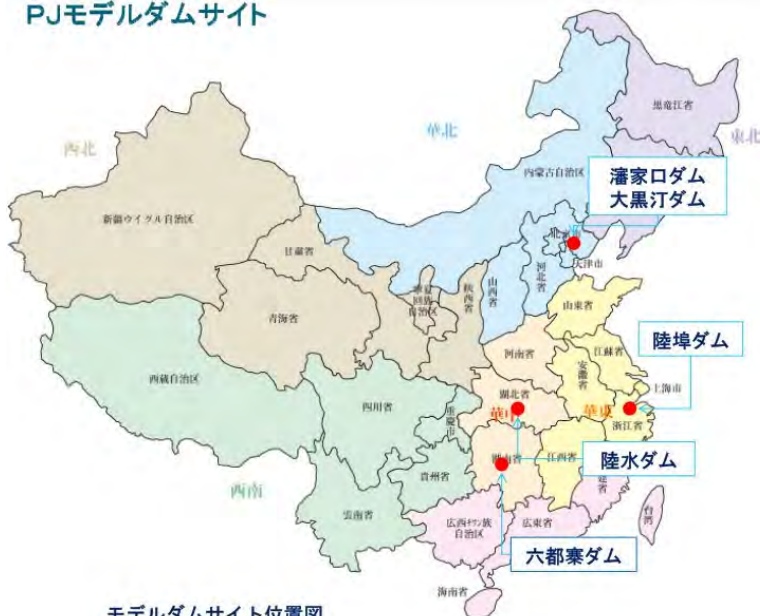 PJモデルダムサイト
黒竜江省
東北
華北
西北
内蒙古自治区
瀋家口ダム
大黒汀ダム
新疆ウイグル自治区
甘粛省
天津市
河北省
山西省
陝西省
回族
自治区
青海省
山東省
河南省
江蘇省
陸埠ダム
安徽省
西蔵自治区
上海市
四川省
湖北省
重慶市
華中
華東
浙江省
江西省
陸水ダム
貴州省
西南
雲南省
広西チワン族
自治区
広東省
台湾
六都寨ダム
海南省
モデルダムサイト位置図